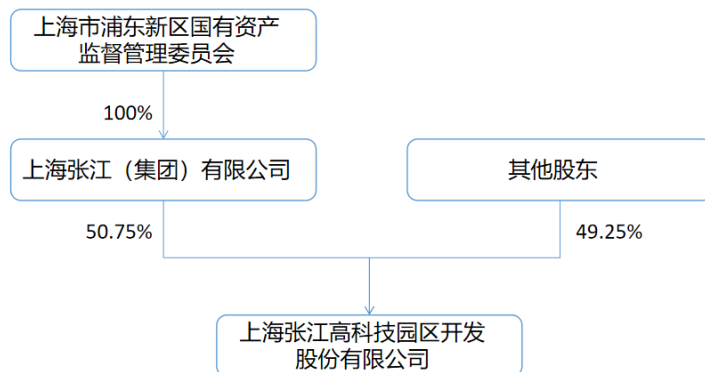 上海市浦东新区国有资产
监督管理委员会
100%
上海张江（集团）有限公司
其他股东
50.75%
49.25%
上海张江高科技园区开发
股份有限公司